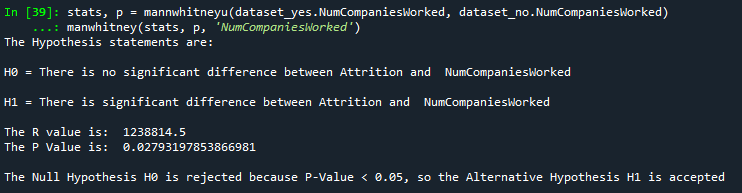 In [39]: stats, p = mannwhitneyu(dataset_yes.NumCompaniesWorked, dataset_no.NumCompaniesWorked)
    ...: manwhitney(stats, p, 'NumCompaniesWorked')
The Hypothesis statements are:
H0 = There is no significant difference between Attrition and  NumCompaniesWorked
H1 = There is significant difference between Attrition and  NumCompaniesWorked
The R value is:  1238814.5
The P Value is:  0.02793197853866981
The Null Hypothesis H0 is rejected because P-Value < 0.05, so the Alternative Hypothesis H1 is accepted